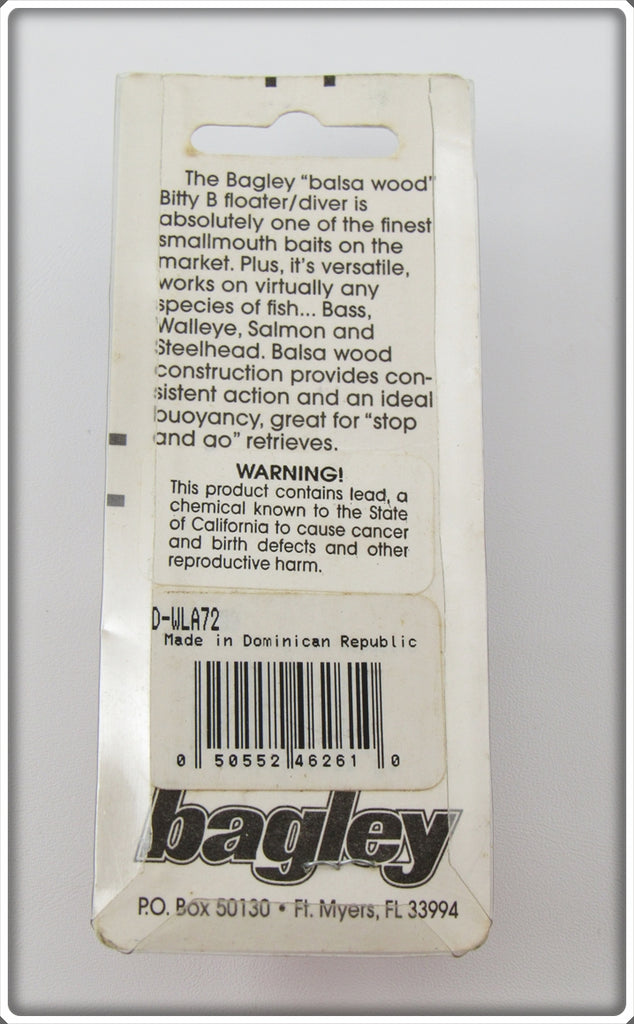 The Bagley "balsa wood"
Bitty B floater/diver is
absolutely one of the finest
smallmouth baits on the
market. Plus, it's versatile,
works on virtually any
species of fish... Bass,
Walleye, Salmon and
Steelhead. Balsa wood
construction provides con-
sistent action and an ideal
buoyancy, great for "stop
and go" retrieves.
WARNING!
This product contains lead, a
chemical known to the State
of California to cause cancer
and birth defects and other
reproductive harm.
D-WLA72
Made in Dominican Republic
0 50552 46261 0
bagley
P.O. Box 50130 • Ft. Myers, FL 33994